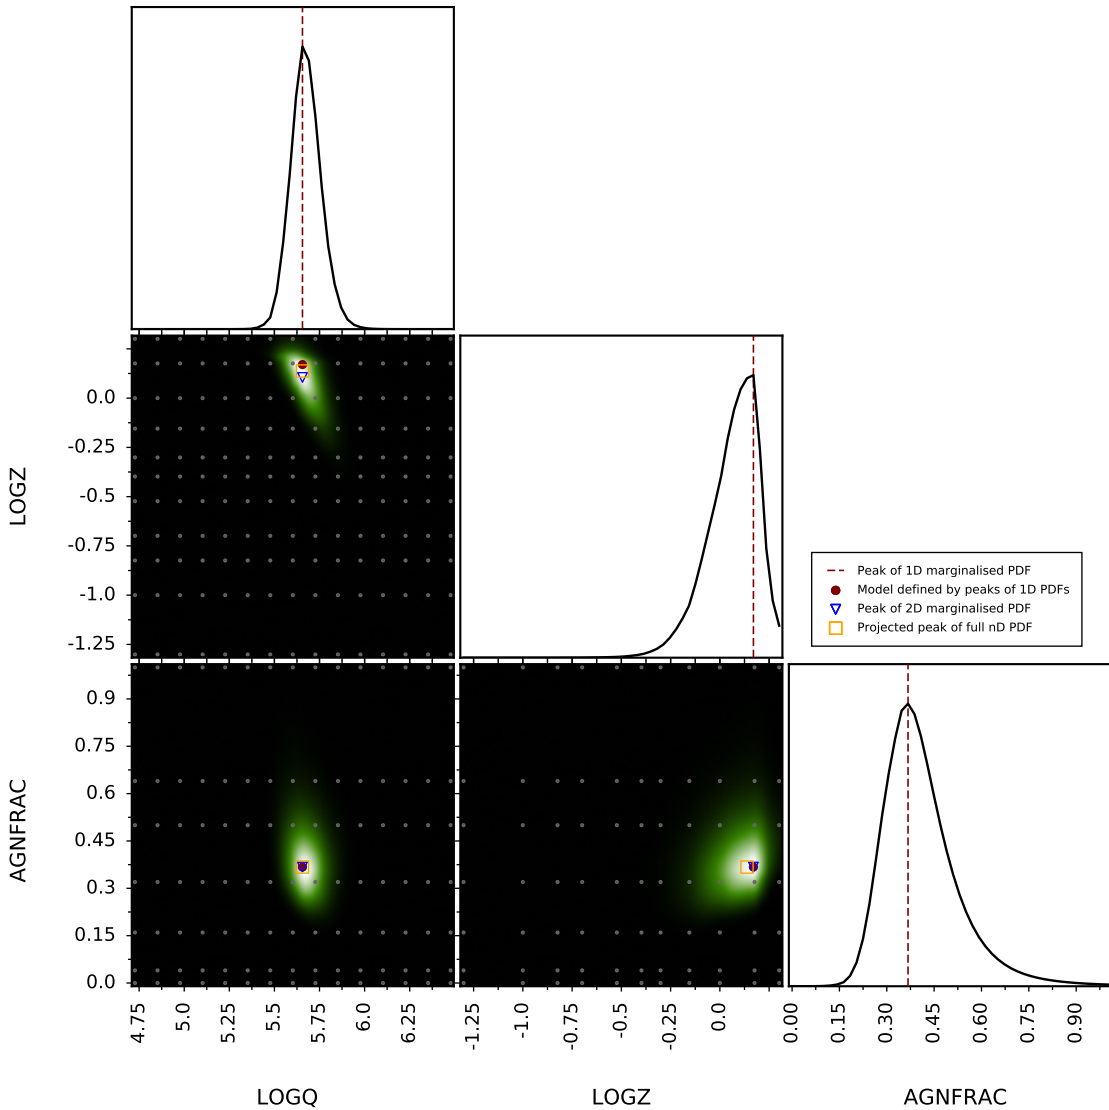 0.0
-0.25
-0.5
-0.75
-1.0
-1.25
LOGZ
Peak of 1D marginalised PDF
Model defined by peaks of 1D PDFs
Peak of 2D marginalised PDF
Projected peak of full nD PDF
0.9
0.75
0.6
0.45
0.3
0.15
0.0
AGNFRAC
4.75 5.0 5.25 5.5 5.75 6.0 6.25
-1.25 -1.0 -0.75 -0.5 -0.25 0.0
0.00 0.15 0.30 0.45 0.60 0.75 0.90
LOGQ LOGZ AGNFRAC